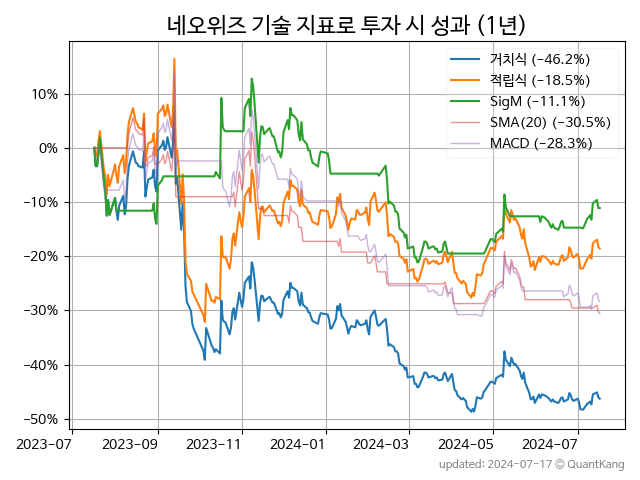 네오위즈 기술 지표로 투자 시 성과 (1년)
거치식 (−46.2%)
적립식 (−18.5%)
SigM (−11.1%)
SMA(20) (−30.5%)
MACD (−28.3%)
10%
0%
−10%
−20%
−30%
−40%
−50%
2023-07 2023-09 2023-11 2024-01 2024-03 2024-05 2024-07
updated: 2024-07-17 © QuantKang